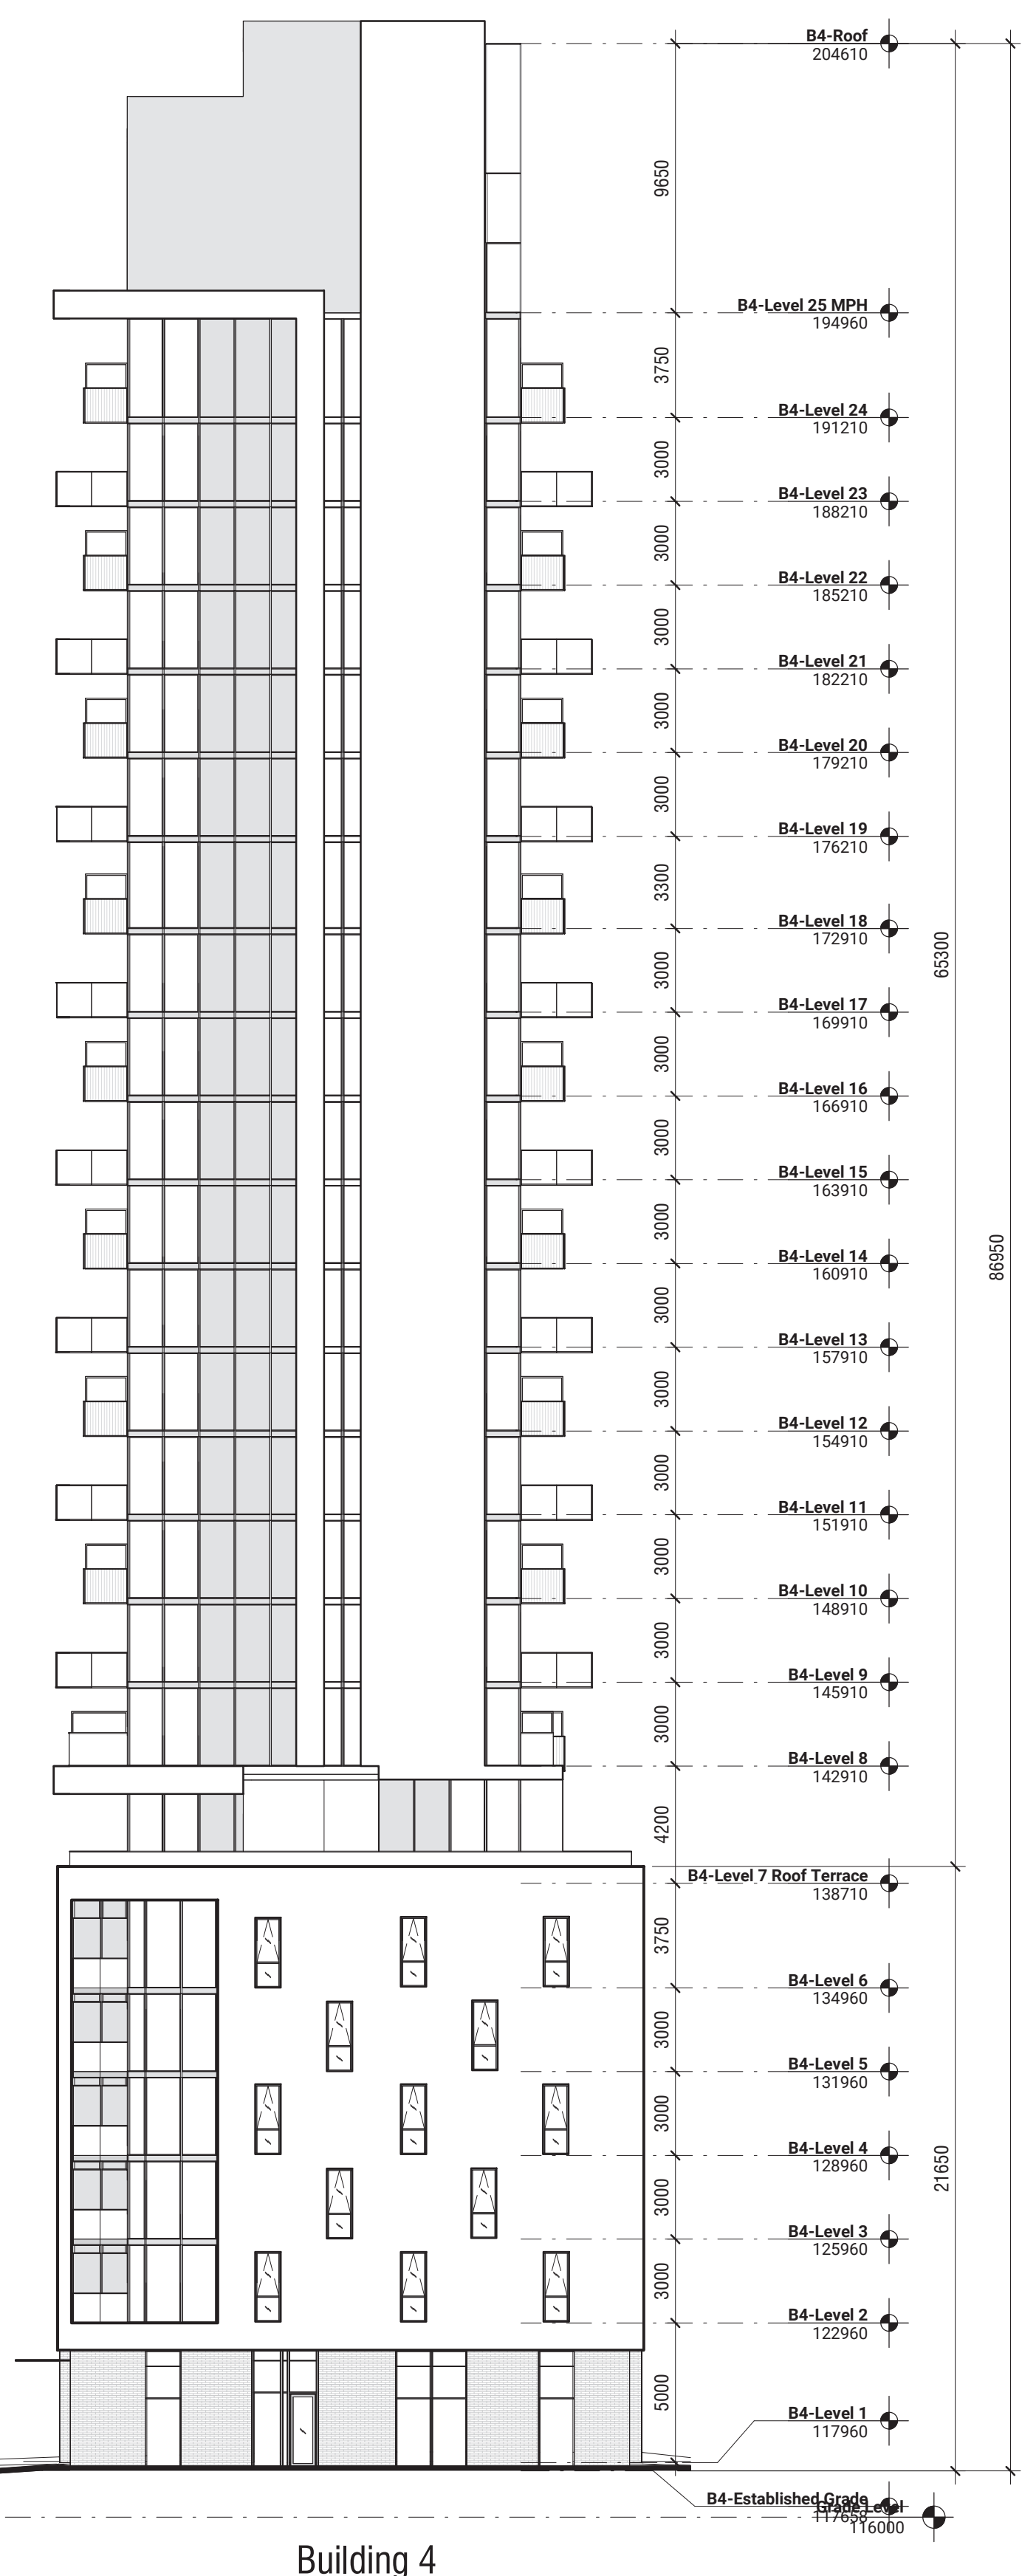 B4-Roof
204610
9650
B4-Level 25 MPH
194960
3750
B4-Level 24
191210
3000
B4-Level 23
188210
3000
B4-Level 22
185210
3000
B4-Level 21
182210
3000
B4-Level 20
179210
3000
B4-Level 19
176210
3300
B4-Level 18
172910
65300
3000
B4-Level 17
169910
3000
B4-Level 16
166910
3000
B4-Level 15
163910
3000
B4-Level 14
160910
86950
3000
B4-Level 13
157910
3000
B4-Level 12
154910
3000
B4-Level 11
151910
3000
B4-Level 10
148910
3000
B4-Level 9
145910
3000
B4-Level 8
142910
4200
B4-Level 7 Roof Terrace
138710
3750
B4-Level 6
134960
3000
B4-Level 5
131960
3000
B4-Level 4
128960
21650
3000
B4-Level 3
125960
3000
B4-Level 2
122960
5000
B4-Level 1
117960
B4-Established Grade
117658
Grade Level
116000
Building 4